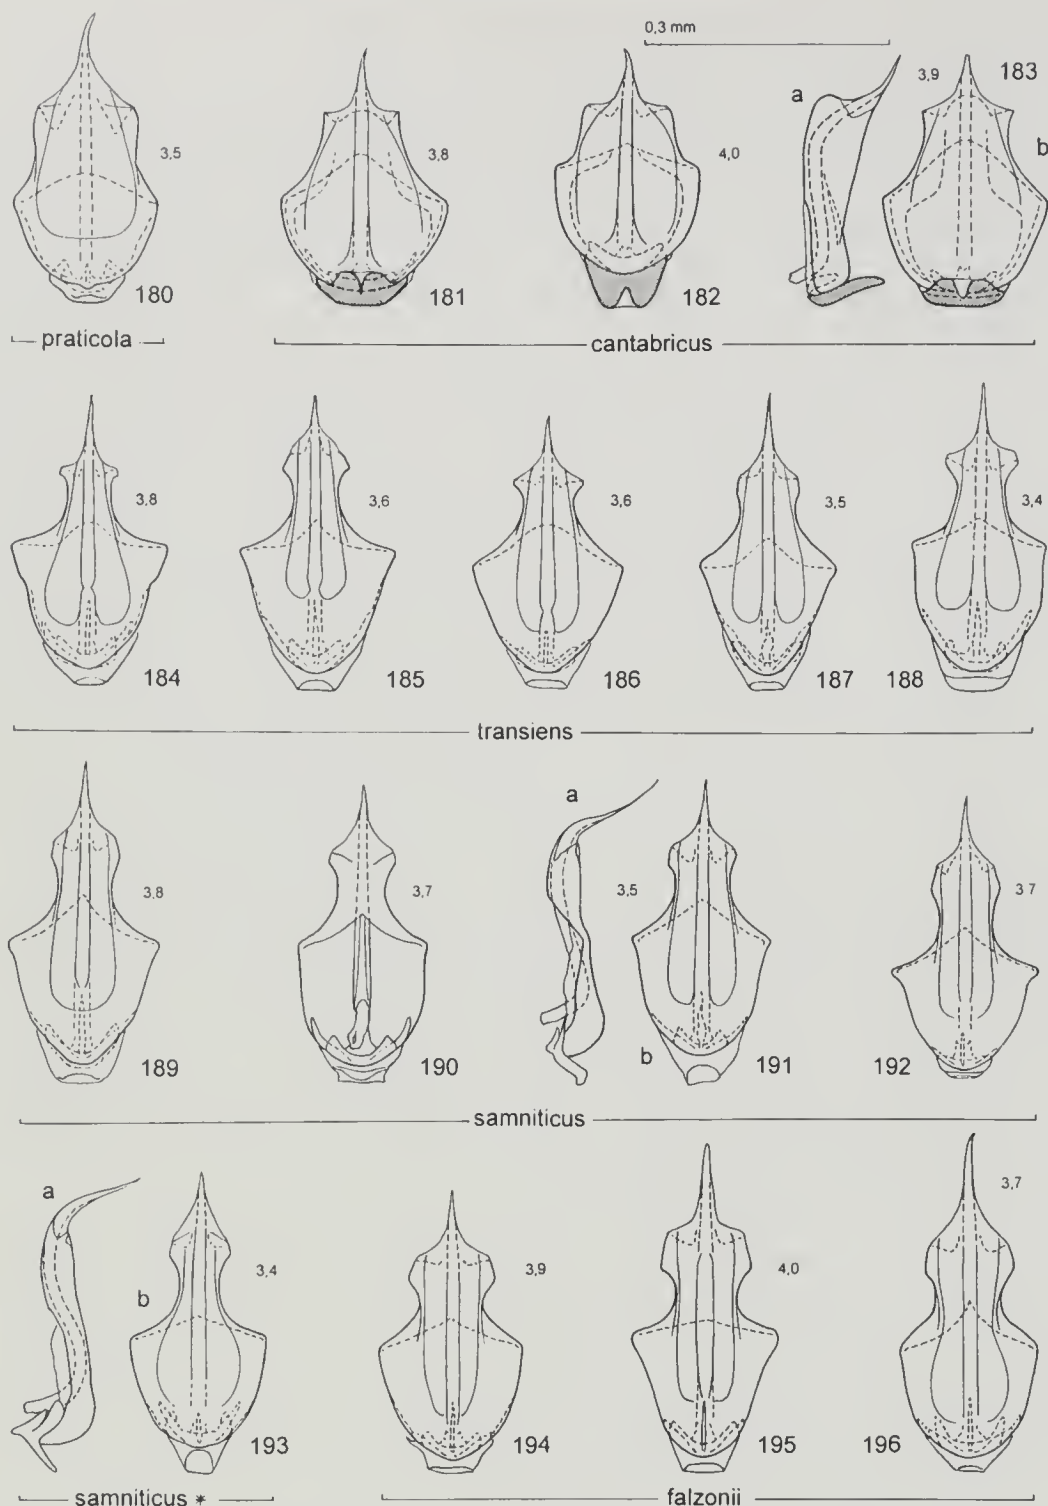 0,3 mm
3,5
180
3,8
181
4,0
182
a
3,9
183
b
praticola
cantabricus
3,8
184
3,6
185
3,6
186
3,5
187
3,4
188
transiens
3,8
189
3,7
190
a
3,5
b
191
3 7
192
samniticus
a
b
3,4
193
3,9
194
4,0
195
3,7
196
samniticus *
falzonii